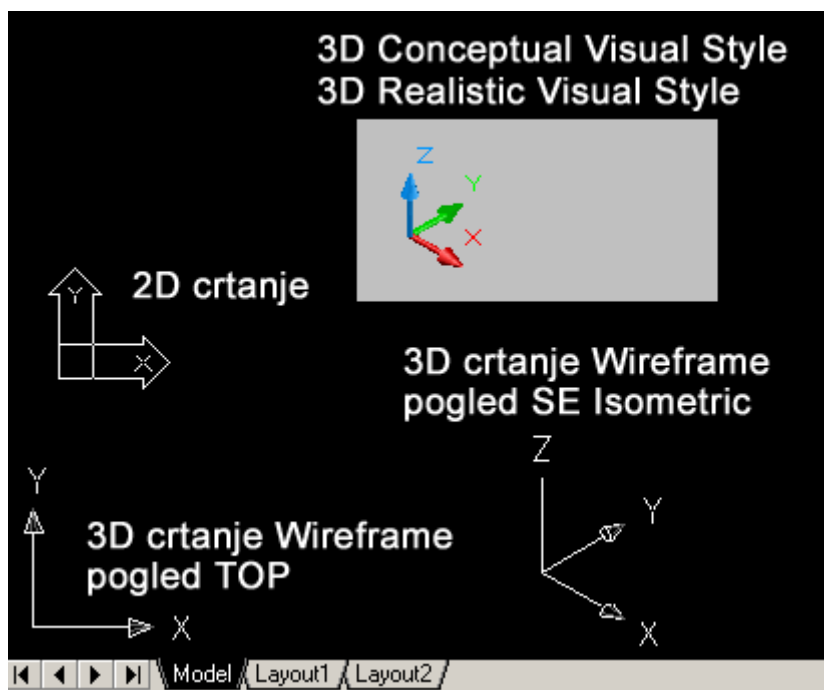 3D Conceptual Visual Style
3D Realistic Visual Style
Z
Y
X
Y
2D crtanje
X
3D crtanje Wireframe
pogled SE Isometric
Z
Y
Y
3D crtanje Wireframe
pogled TOP
X
X
Model Layout1 Layout2